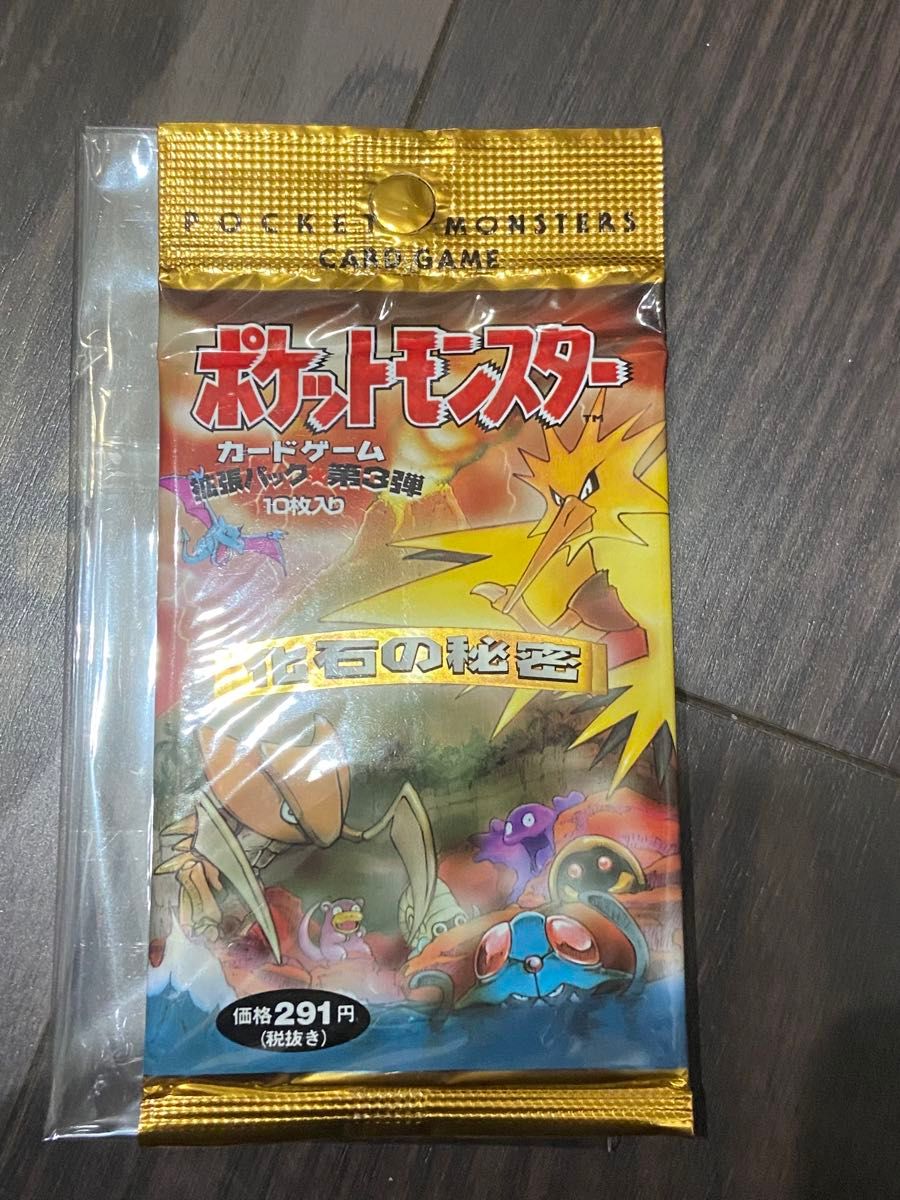 POCKET MONSTERS
CARD GAME
ポケットモンスター
TM
カードゲーム
拡張パック★第3弾
10枚入り
化石の秘密
価格291円
(税抜き)